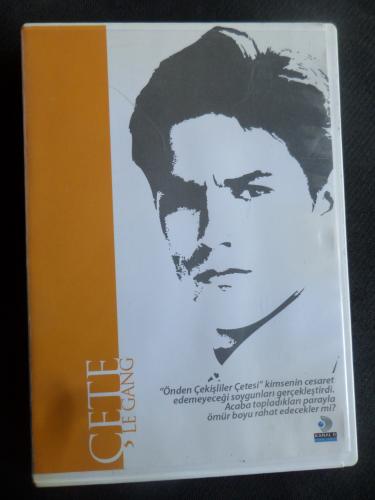 ÇETE
LE GANG
"Önden Çekişliler Çetesi" kimsenin cesaret
edemeyeceği soygunları gerçekleştirdi.
Acaba topladıkları parayla
ömür boyu rahat edecekler mi?
KANAL D